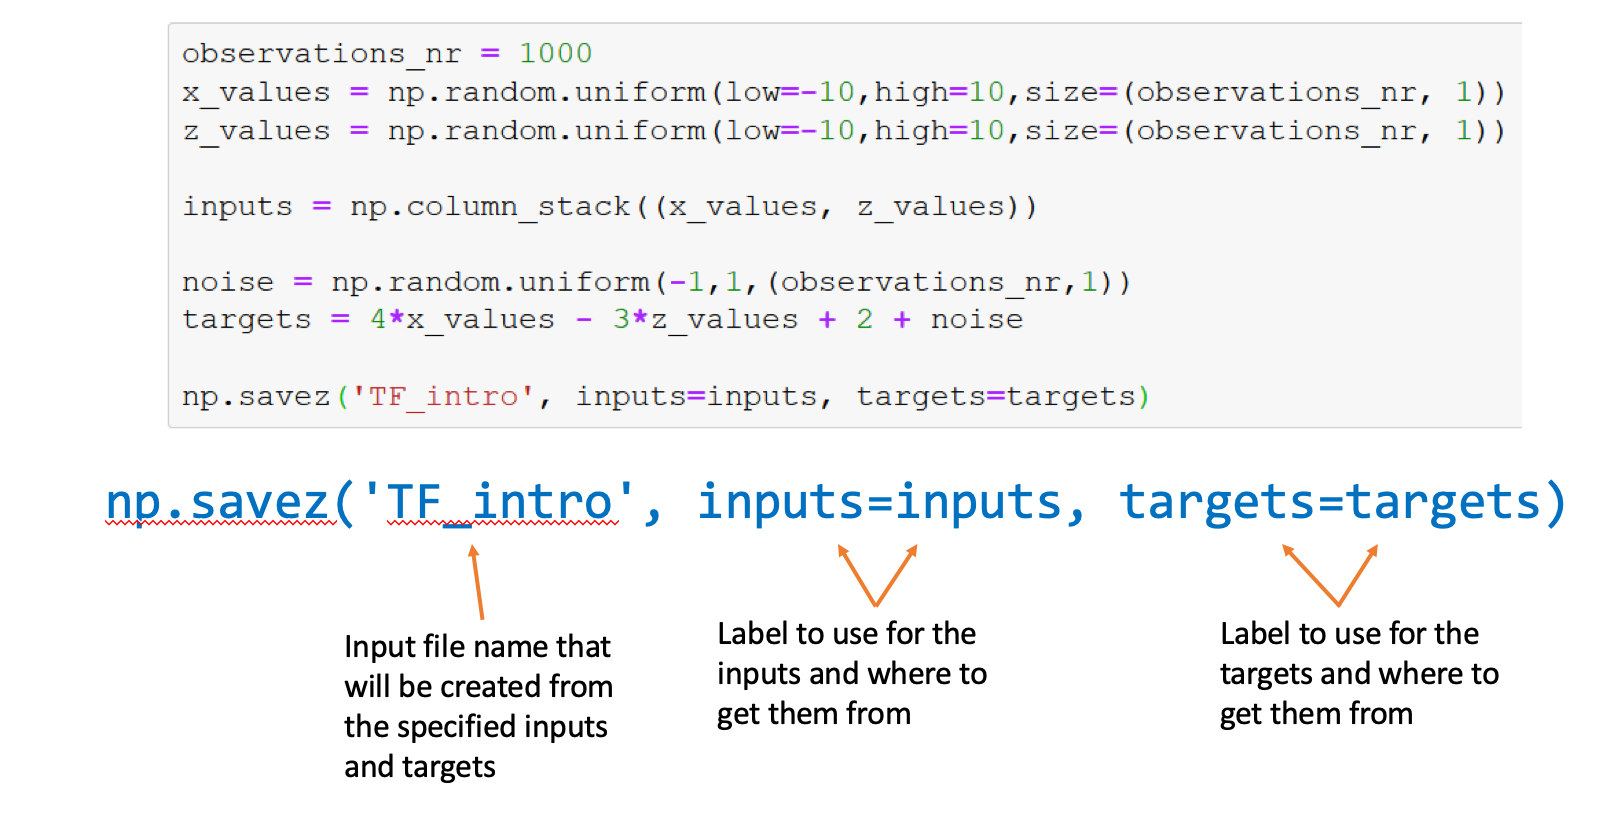 observations_nr = 1000
x_values = np.random.uniform(low=-10,high=10,size=(observations_nr, 1))
z_values = np.random.uniform(low=-10,high=10,size=(observations_nr, 1))
inputs = np.column_stack((x_values, z_values))
noise = np.random.uniform(-1,1,(observations_nr,1))
targets = 4*x_values - 3*z_values + 2 + noise
np.savez('TF_intro', inputs=inputs, targets=targets)
np.savez('TF_intro', inputs=inputs, targets=targets)
Input file name that
will be created from
the specified inputs
and targets
Label to use for the
inputs and where to
get them from
Label to use for the
targets and where to
get them from